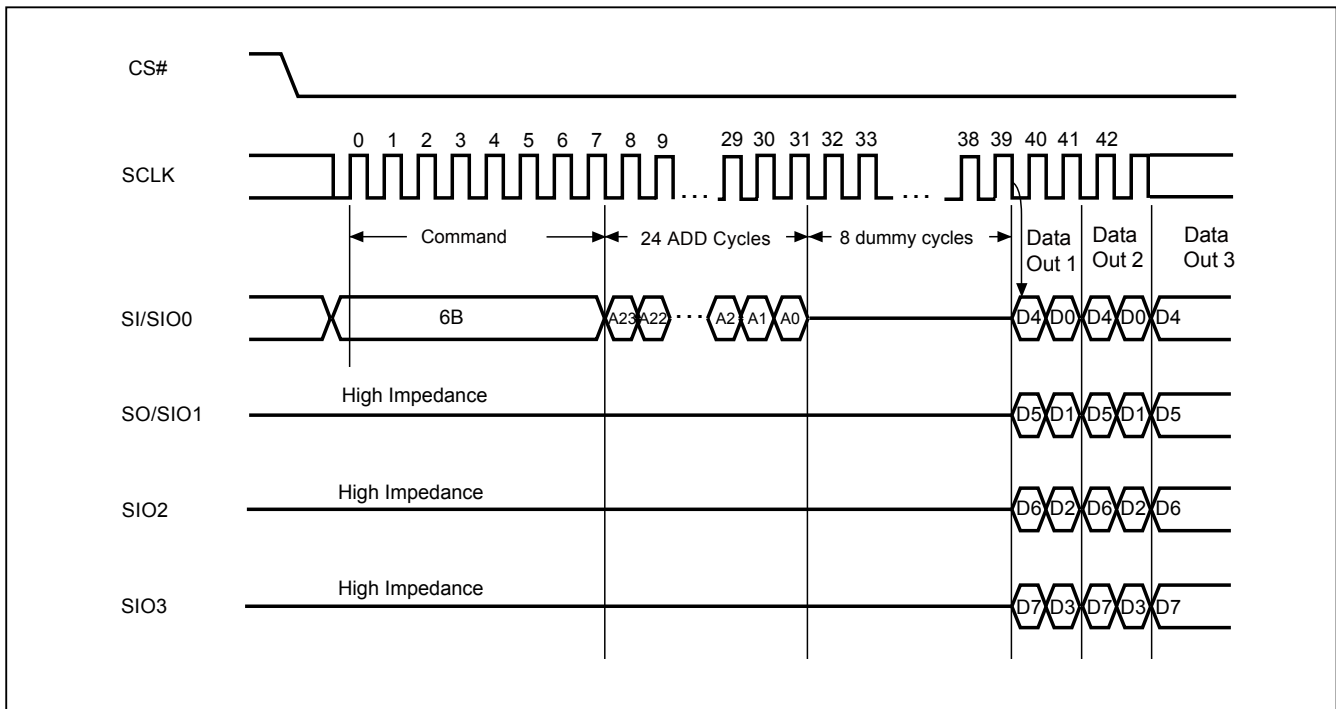 CS#
0 1 2 3 4 5 6 7 8 9 29 30 31 32 33 38 39 40 41 42
SCLK
Command 24 ADD Cycles 8 dummy cycles Data Out 1 Data Out 2 Data Out 3
SI/SIO0 6B A23 A22 A2 A1 A0 D4 D0 D4 D0 D4
High Impedance
SO/SIO1 D5 D1 D5 D1 D5
High Impedance
SIO2 D6 D2 D6 D2 D6
High Impedance
SIO3 D7 D3 D7 D3 D7